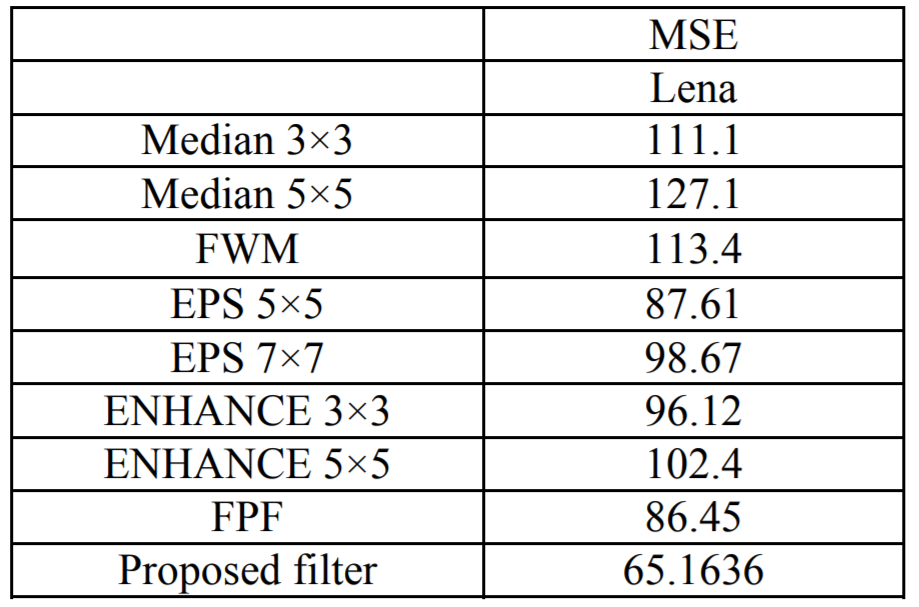 MSE
Lena
Median 3×3 111.1
Median 5×5 127.1
FWM 113.4
EPS 5×5 87.61
EPS 7×7 98.67
ENHANCE 3×3 96.12
ENHANCE 5×5 102.4
FPF 86.45
Proposed filter 65.1636